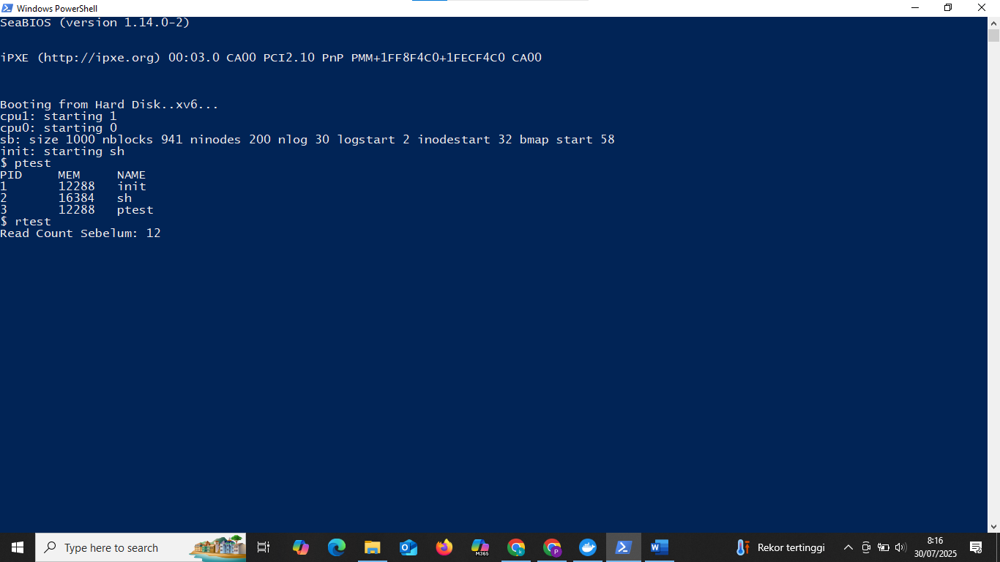 Windows PowerShell
SeaBIOS (version 1.14.0-2)
iPXE (http://ipxe.org) 00:03.0 CA00 PCI2.10 PnP PMM+1FF8F4C0+1FECF4C0 CA00
Booting from Hard Disk..xv6...
cpu1: starting 1
cpu0: starting 0
sb: size 1000 nblocks 941 ninodes 200 nlog 30 logstart 2 inodestart 32 bmap start 58
init: starting sh
$ ptest
PID MEM NAME
1 12288 init
2 16384 sh
3 12288 ptest
$ rtest
Read Count Sebelum: 12
Type here to search
M365
k
P
Rekor tertinggi
8:16
30/07/2025